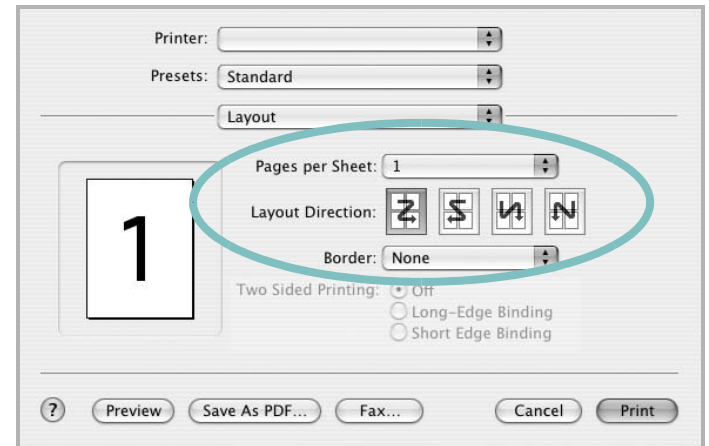 Printer:
Presets: Standard
Layout
Pages per Sheet: 1
1
Layout Direction:
Border: None
Two Sided Printing: Off
Long-Edge Binding
Short Edge Binding
? Preview Save As PDF... Fax... Cancel Print